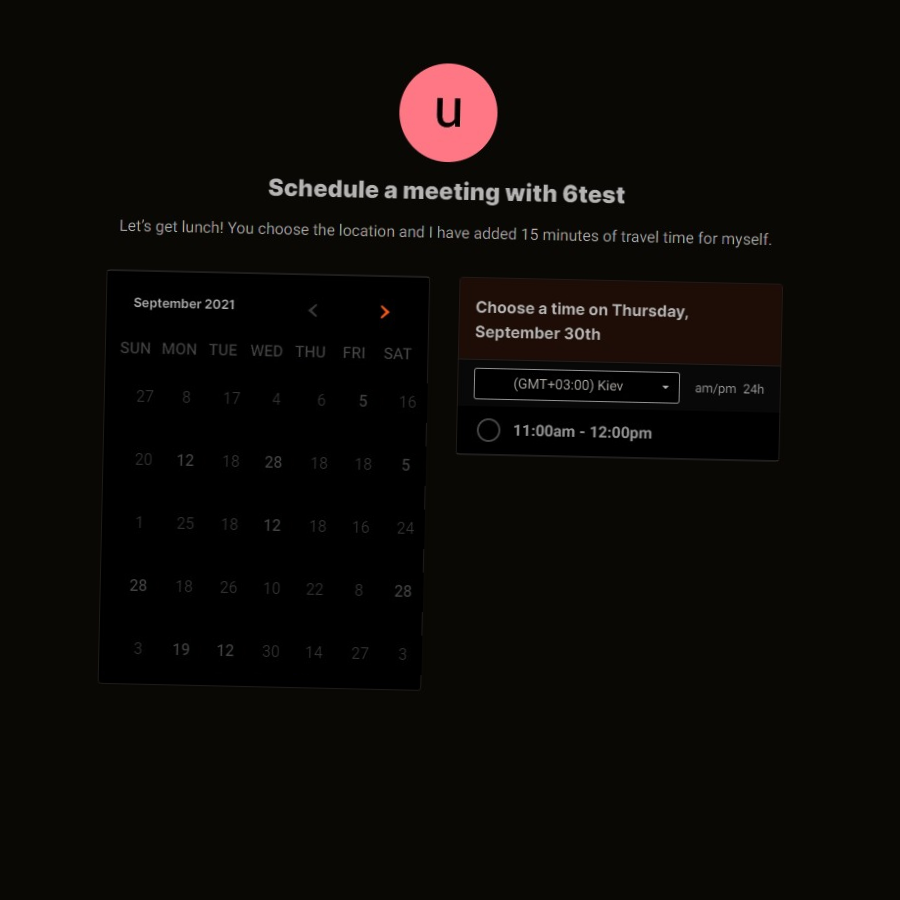 u
Schedule a meeting with 6test
Let's get lunch! You choose the location and I have added 15 minutes of travel time for myself.
September 2021
SUN MON TUE WED THU FRI SAT
27 8 17 4 6 5 16
20 12 18 28 18 18 5
1 25 18 12 18 16 24
28 18 26 10 22 8 28
3 19 12 30 14 27 3
Choose a time on Thursday,
September 30th
(GMT+03:00) Kiev am/pm 24h
11:00am - 12:00pm